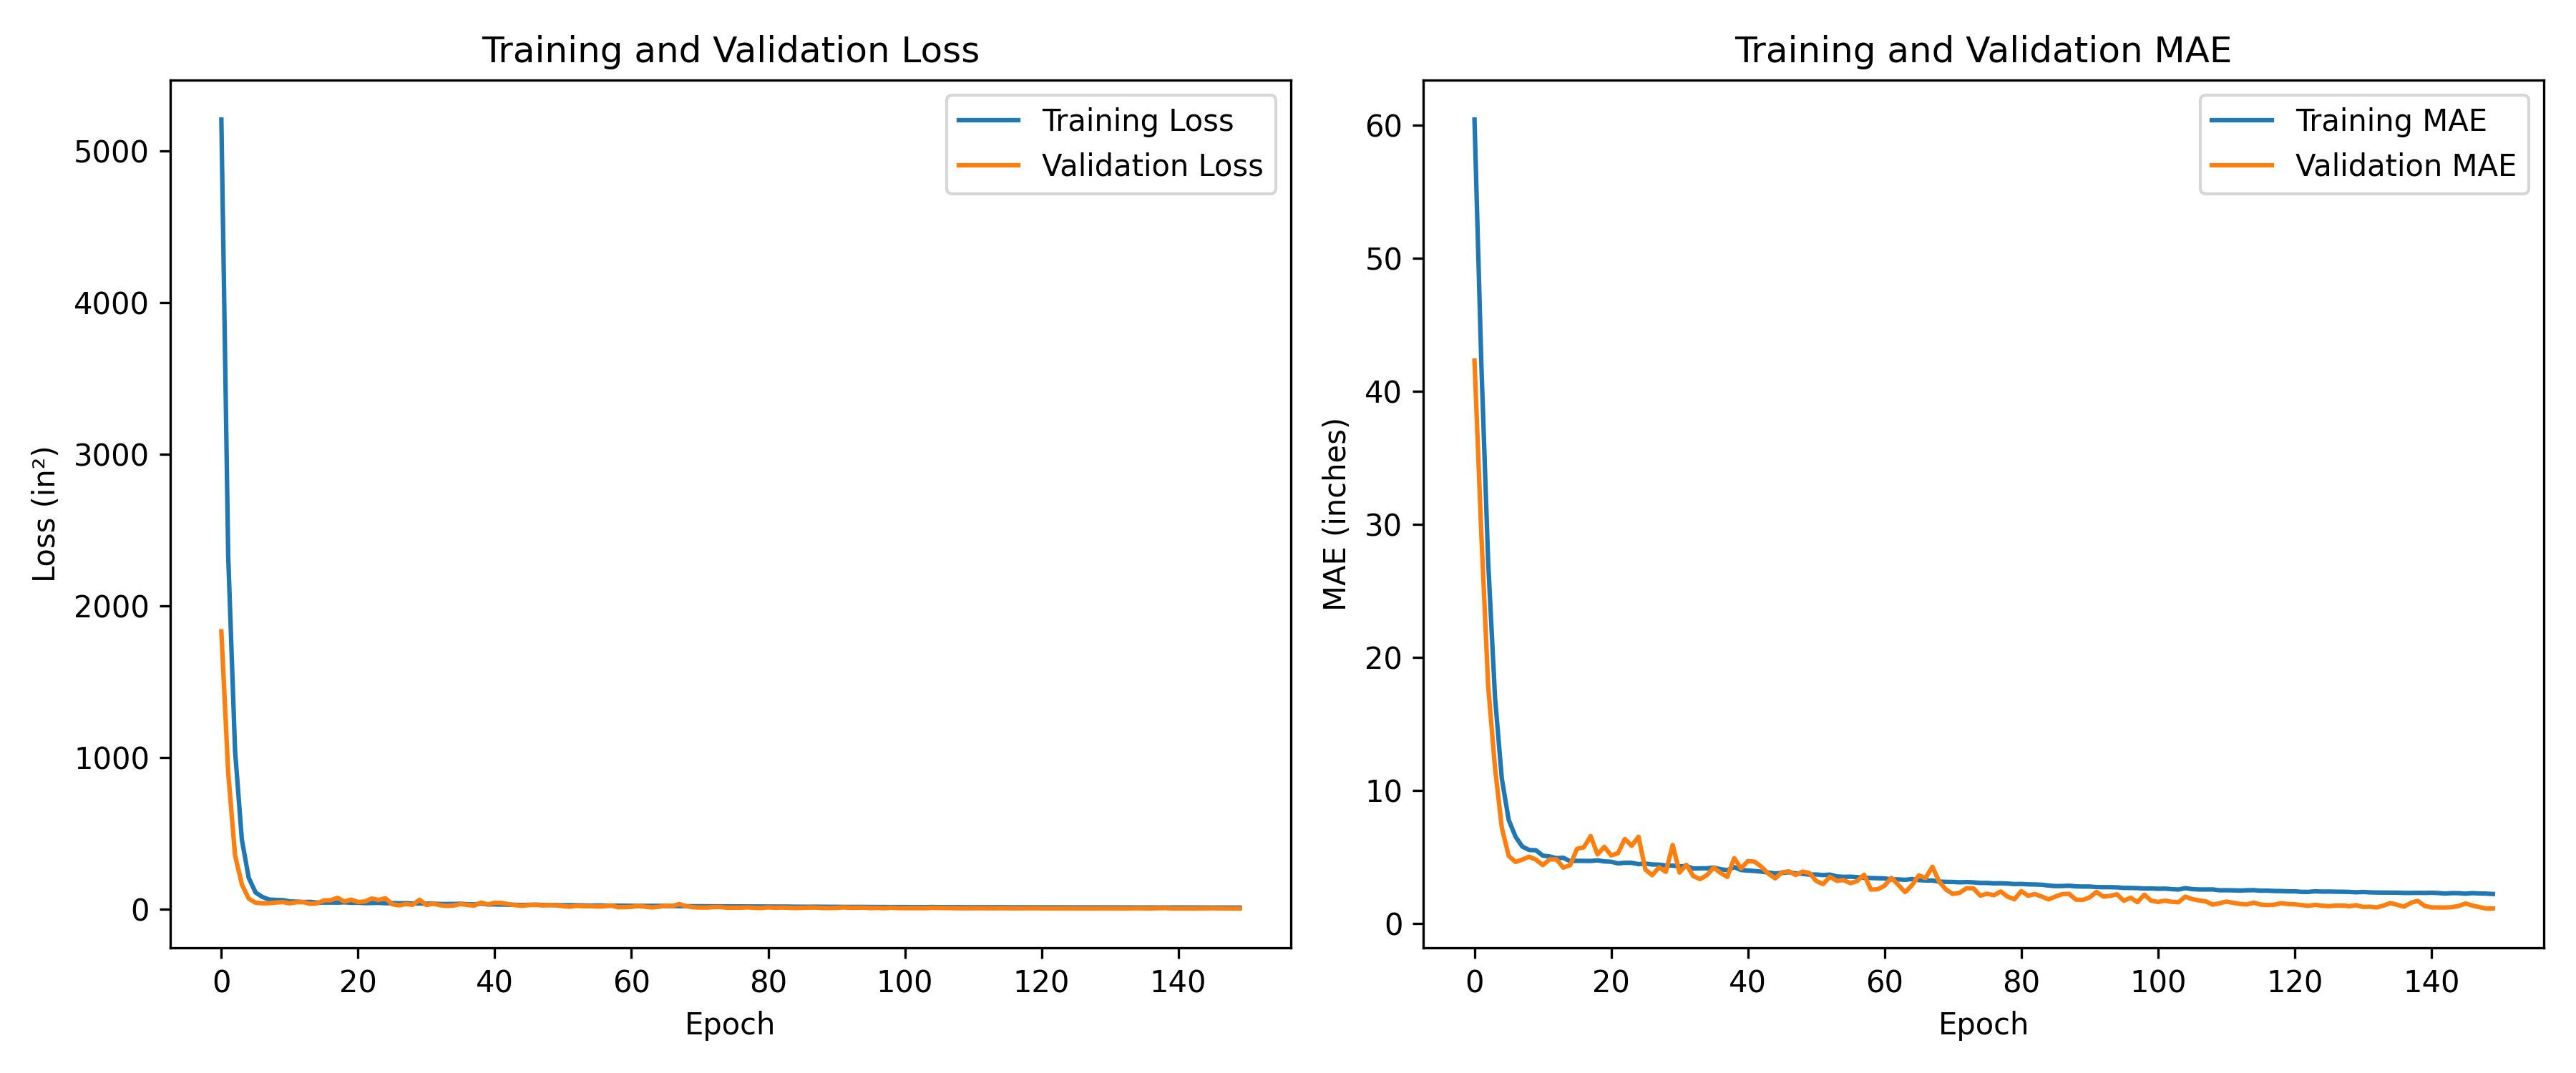 Training and Validation Loss
Training Loss
Validation Loss
5000
4000
3000
2000
1000
0
Loss (in²)
0 20 40 60 80 100 120 140
Epoch
Training and Validation MAE
Training MAE
Validation MAE
60
50
40
30
20
10
0
MAE (inches)
0 20 40 60 80 100 120 140
Epoch